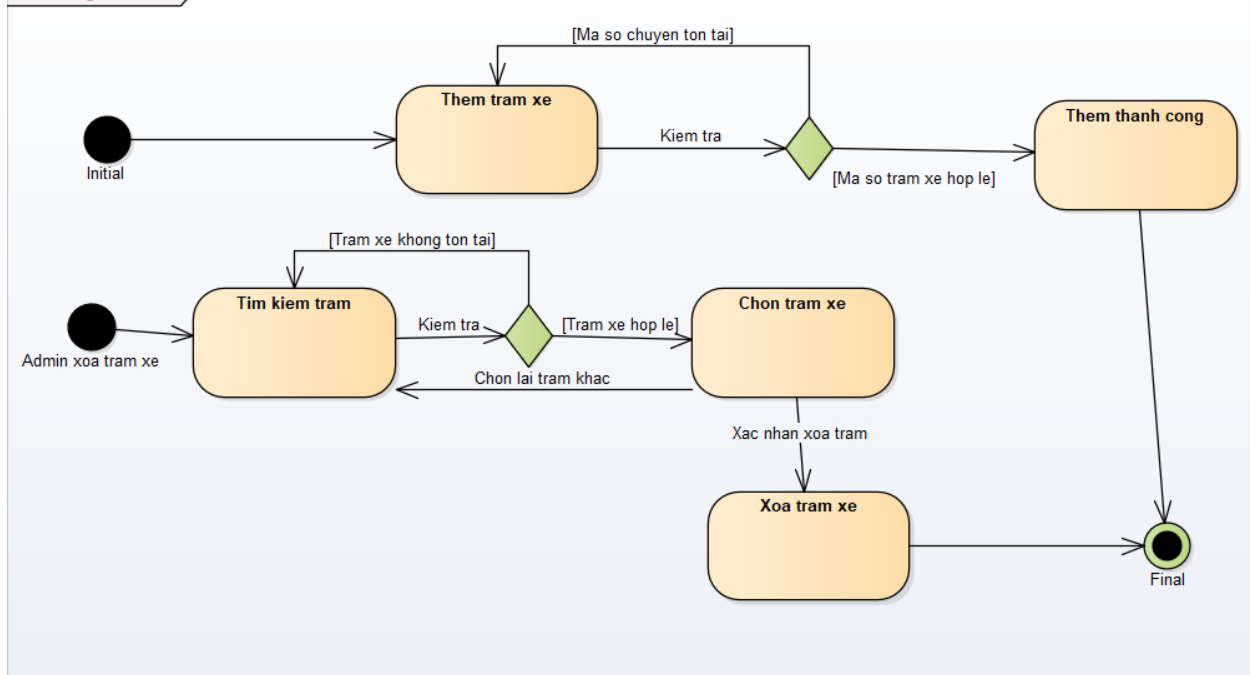 [Ma so chuyen ton tai]
Them tram xe
Them thanh cong
Kiem tra
Initial
[Ma so tram xe hop le]
[Tram xe khong ton tai]
Tim kiem tram
Chon tram xe
Kiem tra
[Tram xe hop le]
Admin xoa tram xe
Chon lai tram khac
Xac nhan xoa tram
Xoa tram xe
Final